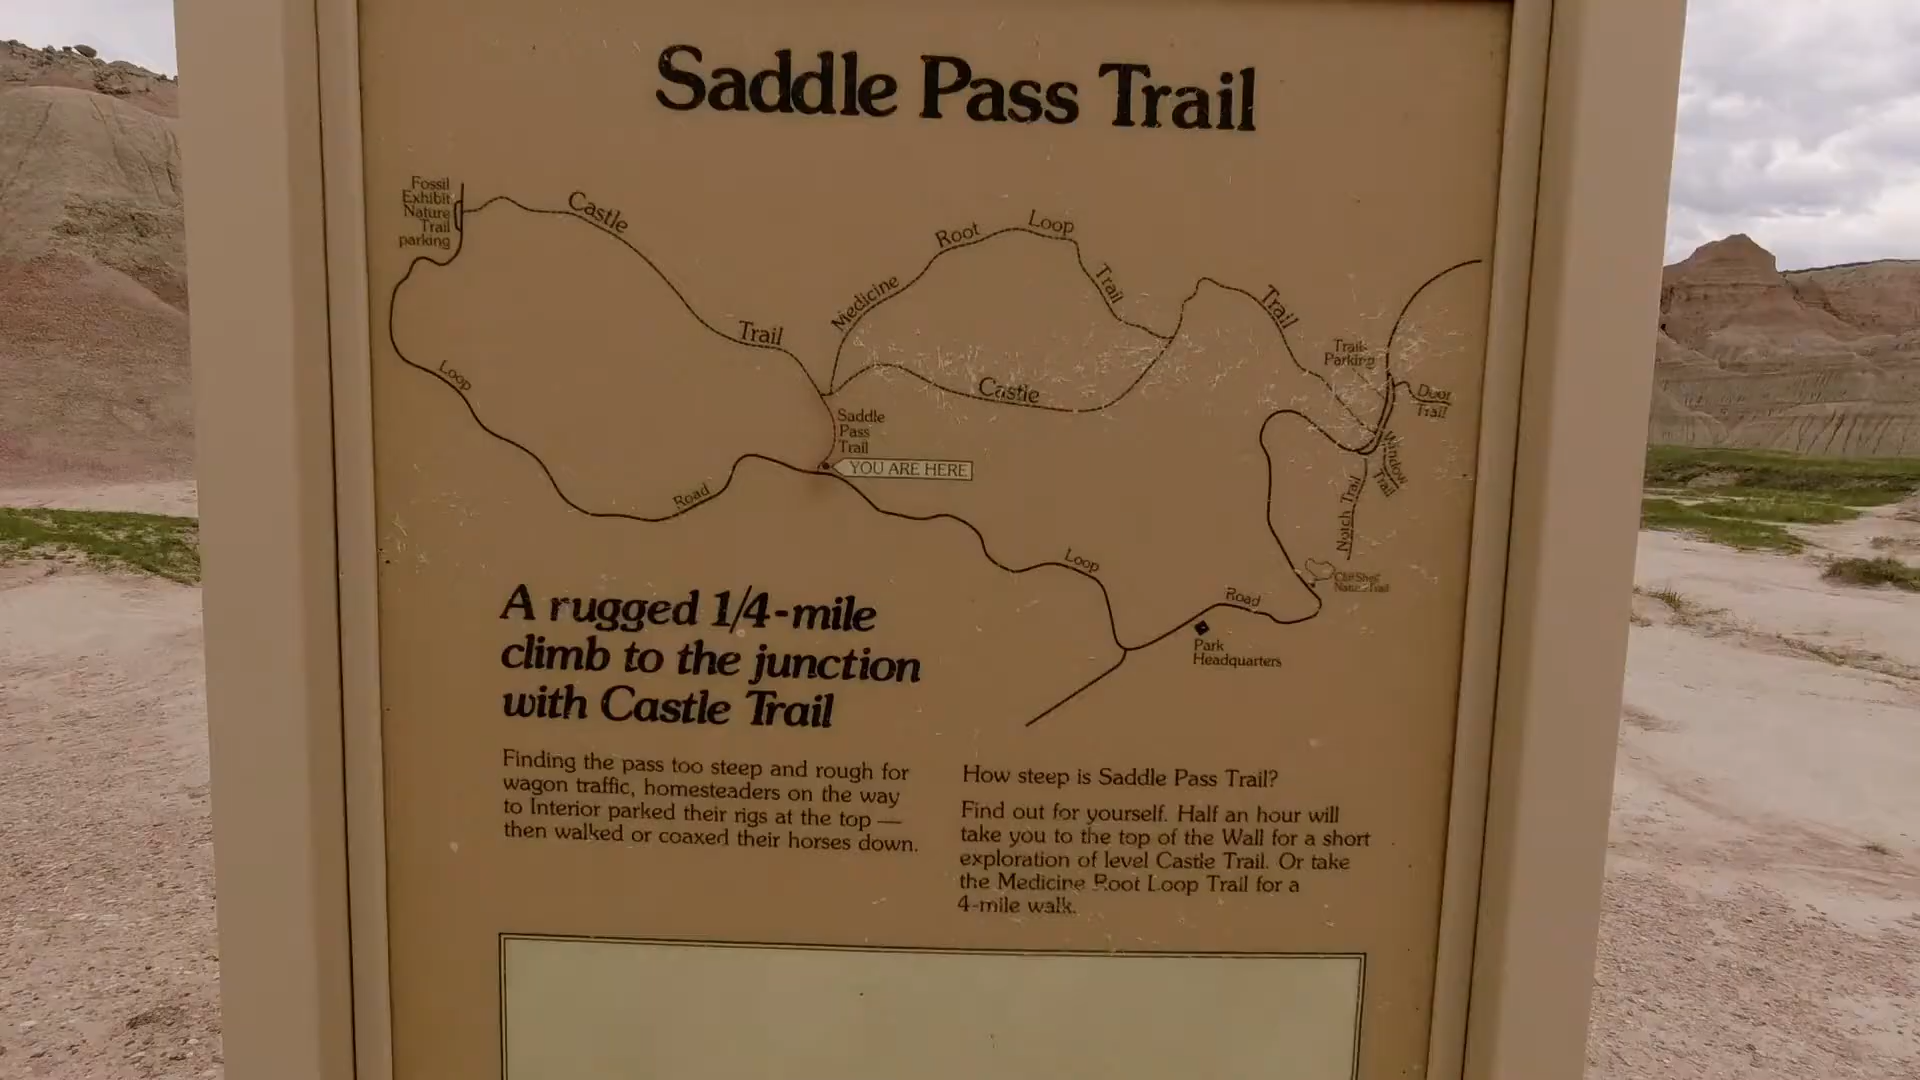 Saddle Pass Trail
Fossil
Exhibit
Nature
Trail
parking
Castle
Trail
Medicine
Root
Loop
Trail
Trail
Castle
Trail
Parking
Door
Trail
Window
Trail
Notch Trail
Loop
Road
Saddle
Pass
Trail
YOU ARE HERE
Loop
Road
Cliff Shelf
Nature Trail
Park
Headquarters
A rugged 1/4-mile
climb to the junction
with Castle Trail
Finding the pass too steep and rough for
wagon traffic, homesteaders on the way
to Interior parked their rigs at the top —
then walked or coaxed their horses down.
How steep is Saddle Pass Trail?
Find out for yourself. Half an hour will
take you to the top of the Wall for a short
exploration of level Castle Trail. Or take
the Medicine Root Loop Trail for a
4-mile walk.